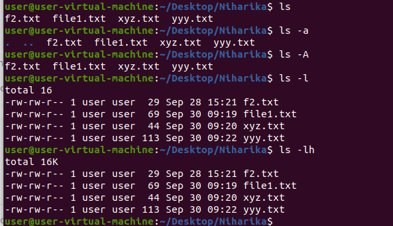 user@user-virtual-machine:~/Desktop/Niharika$ ls
f2.txt  file1.txt  xyz.txt  yyy.txt
user@user-virtual-machine:~/Desktop/Niharika$ ls -a
.  ..  f2.txt  file1.txt  xyz.txt  yyy.txt
user@user-virtual-machine:~/Desktop/Niharika$ ls -A
f2.txt  file1.txt  xyz.txt  yyy.txt
user@user-virtual-machine:~/Desktop/Niharika$ ls -l
total 16
-rw-rw-r-- 1 user user  29 Sep 28 15:21 f2.txt
-rw-rw-r-- 1 user user  69 Sep 30 09:19 file1.txt
-rw-rw-r-- 1 user user  44 Sep 30 09:20 xyz.txt
-rw-rw-r-- 1 user user 113 Sep 30 09:22 yyy.txt
user@user-virtual-machine:~/Desktop/Niharika$ ls -lh
total 16K
-rw-rw-r-- 1 user user  29 Sep 28 15:21 f2.txt
-rw-rw-r-- 1 user user  69 Sep 30 09:19 file1.txt
-rw-rw-r-- 1 user user  44 Sep 30 09:20 xyz.txt
-rw-rw-r-- 1 user user 113 Sep 30 09:22 yyy.txt
user@user-virtual-machine:~/Desktop/Niharika$